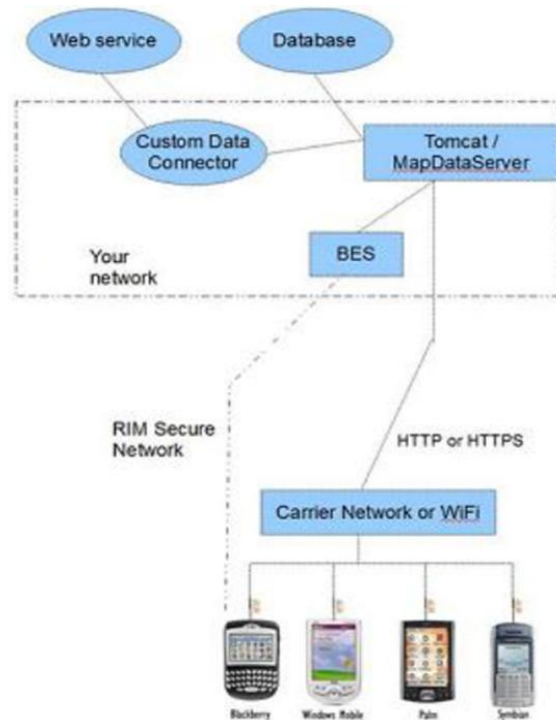 Web service
Database
Custom Data
Connector
Tomcat /
MapDataServer
BES
Your
network
RIM Secure
Network
HTTP or HTTPS
Carrier Network or WiFi
Blackberry
Windows Mobile
Palm
Symbian